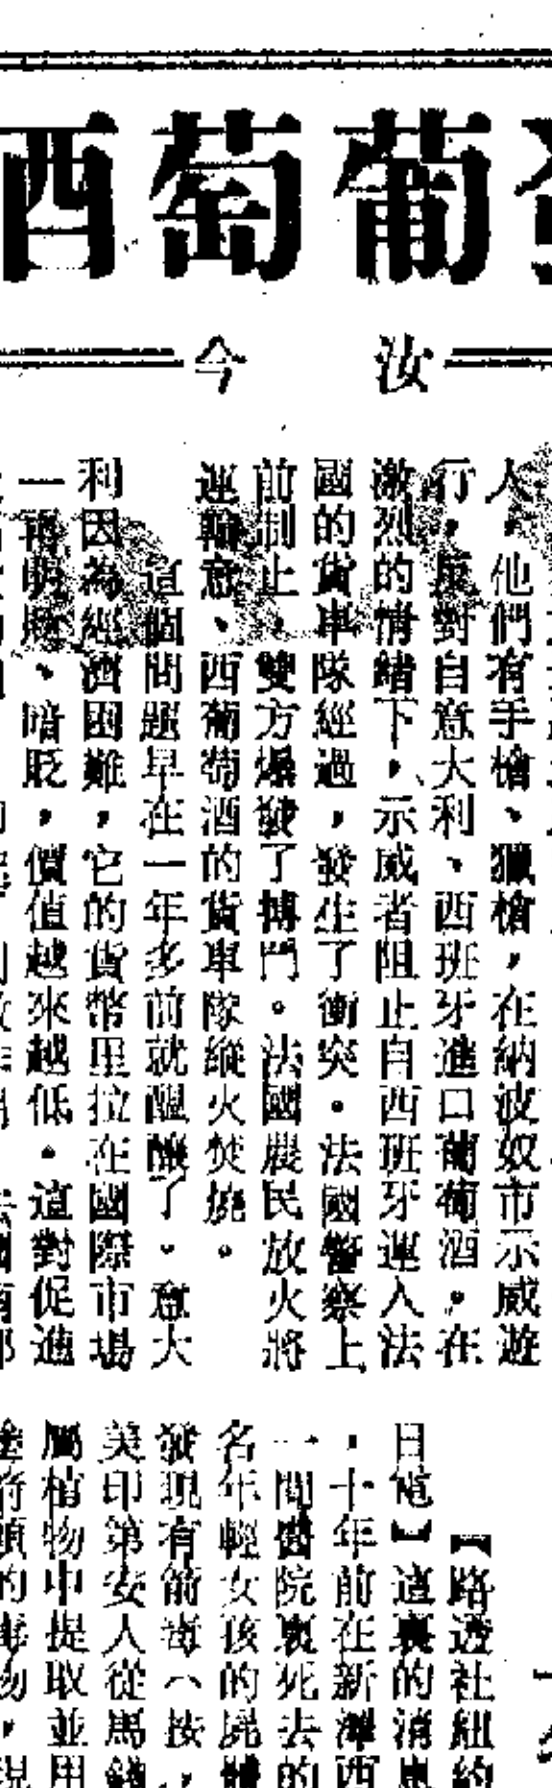 葡萄酒
汝今
人，他們有手槍、獵槍，在納波奴市示威遊
行，反對自意大利、西班牙進口葡萄酒。在
激烈的情緒下，示威者阻止自西班牙運入法
國的貨車隊經過，發生了衝突。法國警察上
前制止，雙方爆發了搏鬥。法國農民放火將
運輸意、西葡萄酒的貨車隊縱火焚燒。
這個問題早在一年多前就醞釀了。意大
利因為經濟困難，它的貨幣里拉在國際市場
一再明貶、暗貶，價值越來越低。這對促進
【路透社紐約
日電】這裏的消息
，十年前在新澤西
一間醫院裏死去的
名年輕女孩的屍體
發現有箭毒（按，
美印第安人從馬錢
屬植物中提取並用